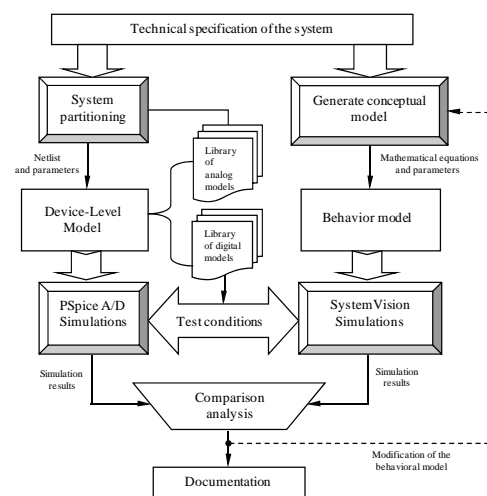 Technical specification of the system
System
partitioning
Generate conceptual
model
Netlist
and parameters
Library
of
analog
models
Mathematical equations
and parameters
Device-Level
Model
Library
of digital
models
Behavior model
PSpice A/D
Simulations
Test conditions
SystemVision
Simulations
Simulation
results
Simulation
results
Comparison
analysis
Modification of the
behavioral model
Documentation